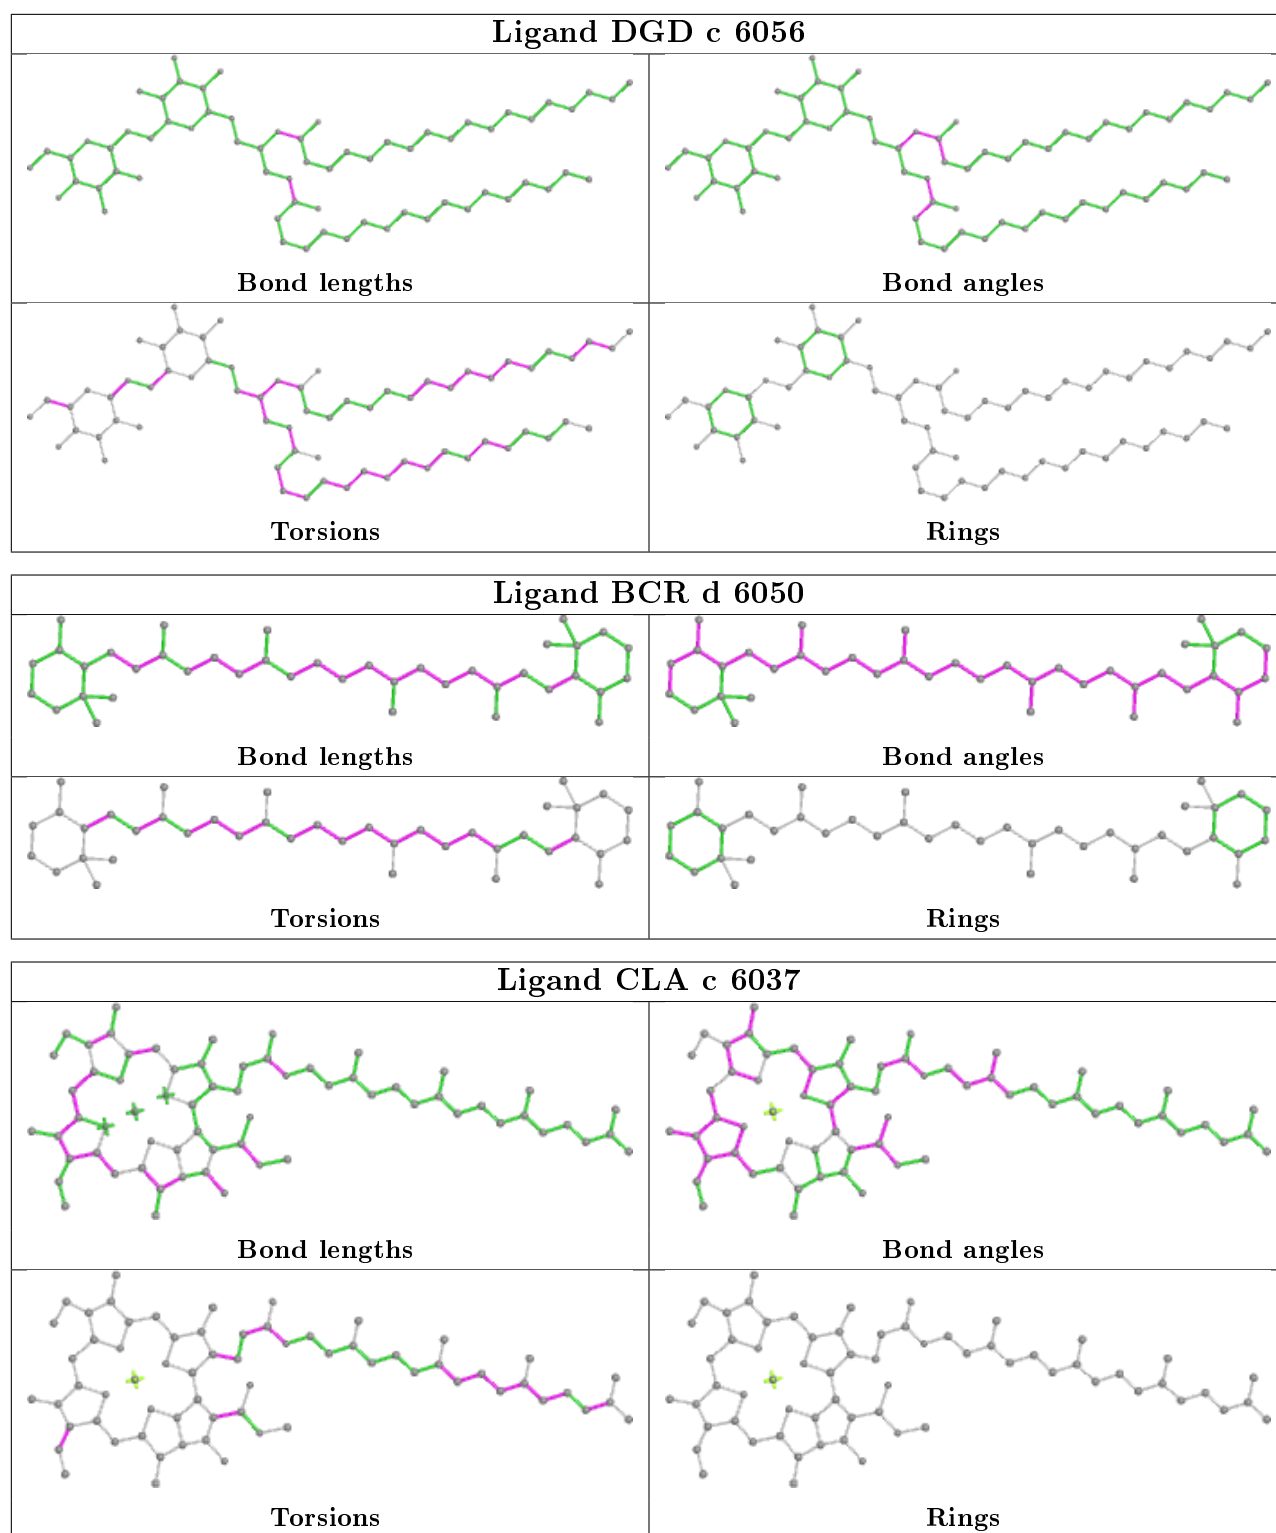 Ligand DGD c 6056
Bond lengths
Bond angles
Torsions
Rings
Ligand BCR d 6050
Bond lengths
Bond angles
Torsions
Rings
Ligand CLA c 6037
Bond lengths
Bond angles
Torsions
Rings